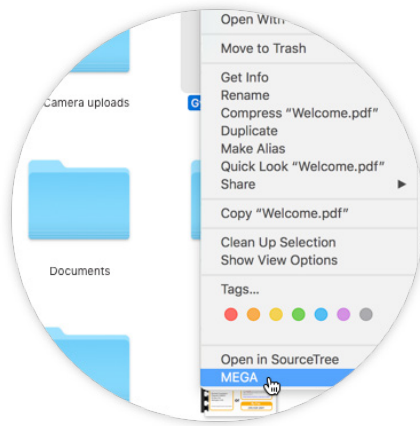 Open With
Move to Trash
Get Info
Rename
Compress “Welcome.pdf”
Camera uploads
Duplicate
Make Alias
Quick Look “Welcome.pdf”
Share
Copy “Welcome.pdf”
Clean Up Selection
Show View Options
Documents
Tags...
Open in SourceTree
MEGA